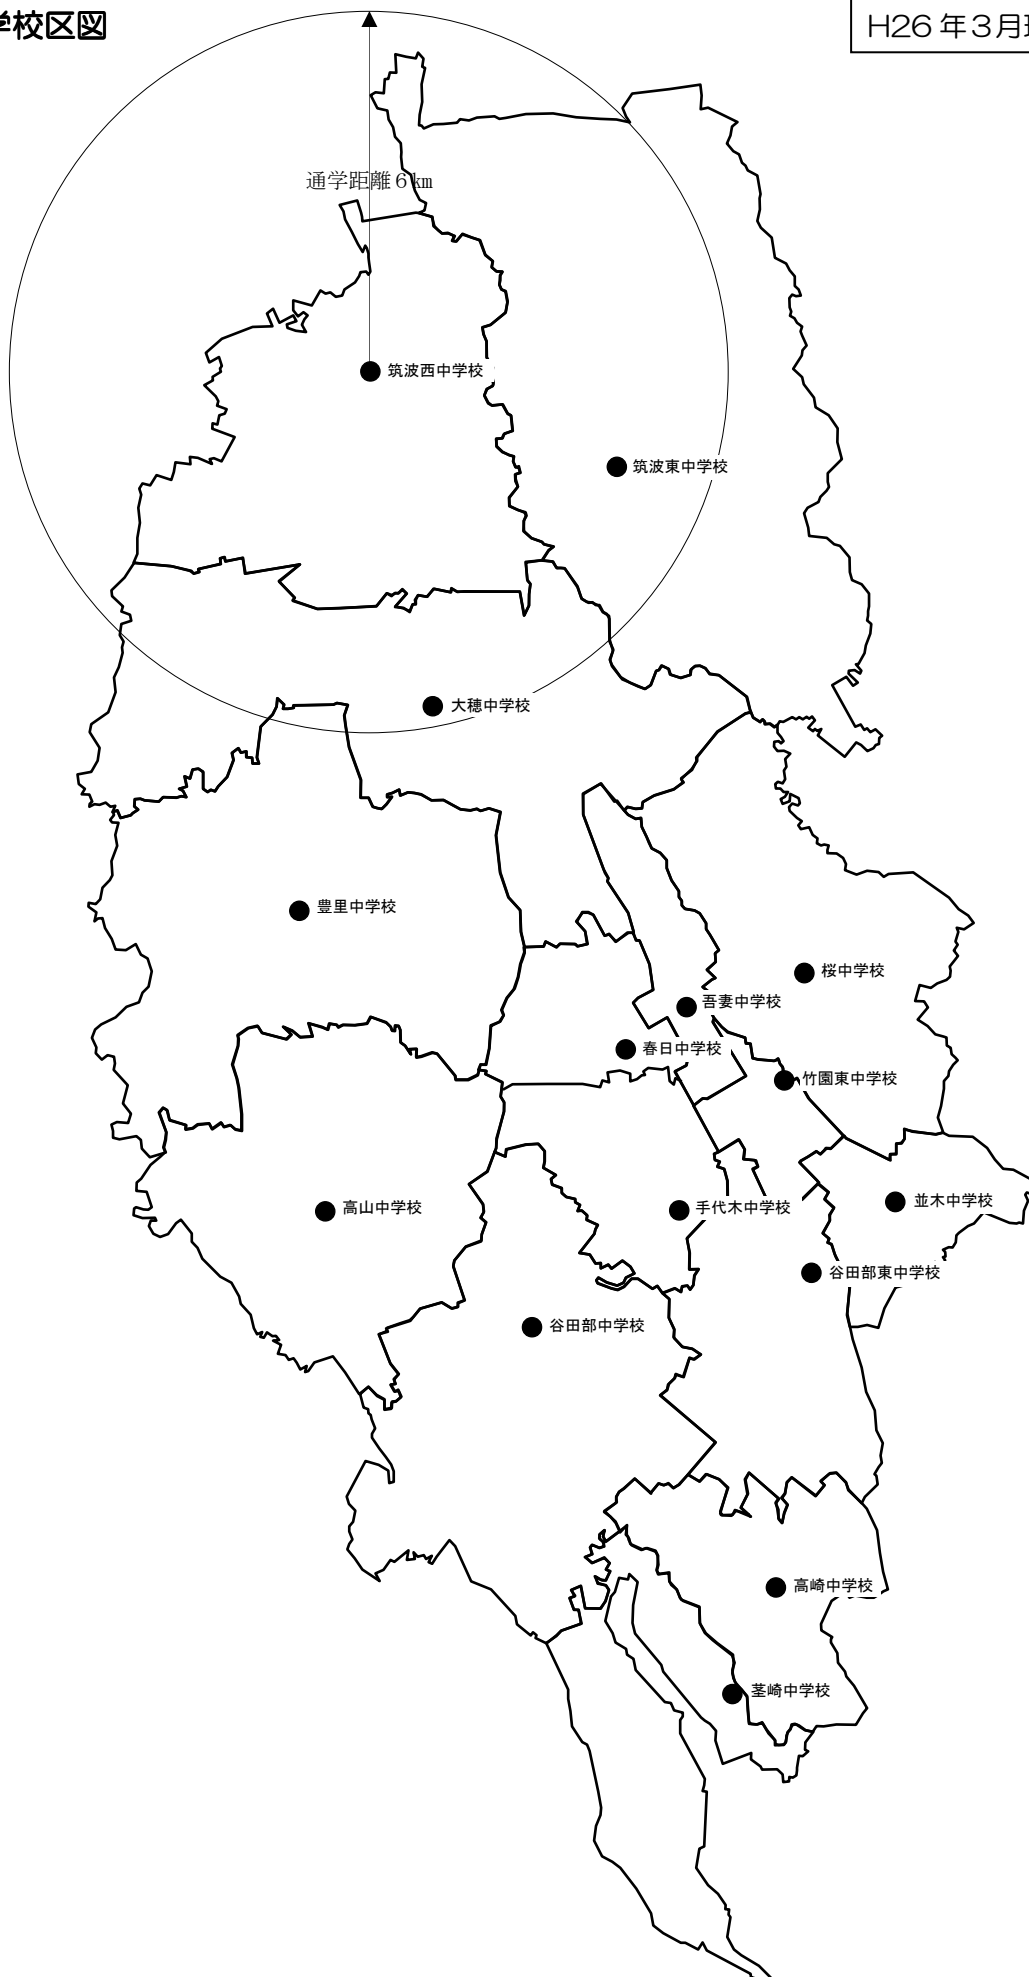 学校区図
H26年3月現
通学距離6km
筑波西中学校
筑波東中学校
大穂中学校
豊里中学校
桜中学校
吾妻中学校
春日中学校
竹園東中学校
並木中学校
高山中学校
手代木中学校
谷田部東中学校
谷田部中学校
高崎中学校
茎崎中学校